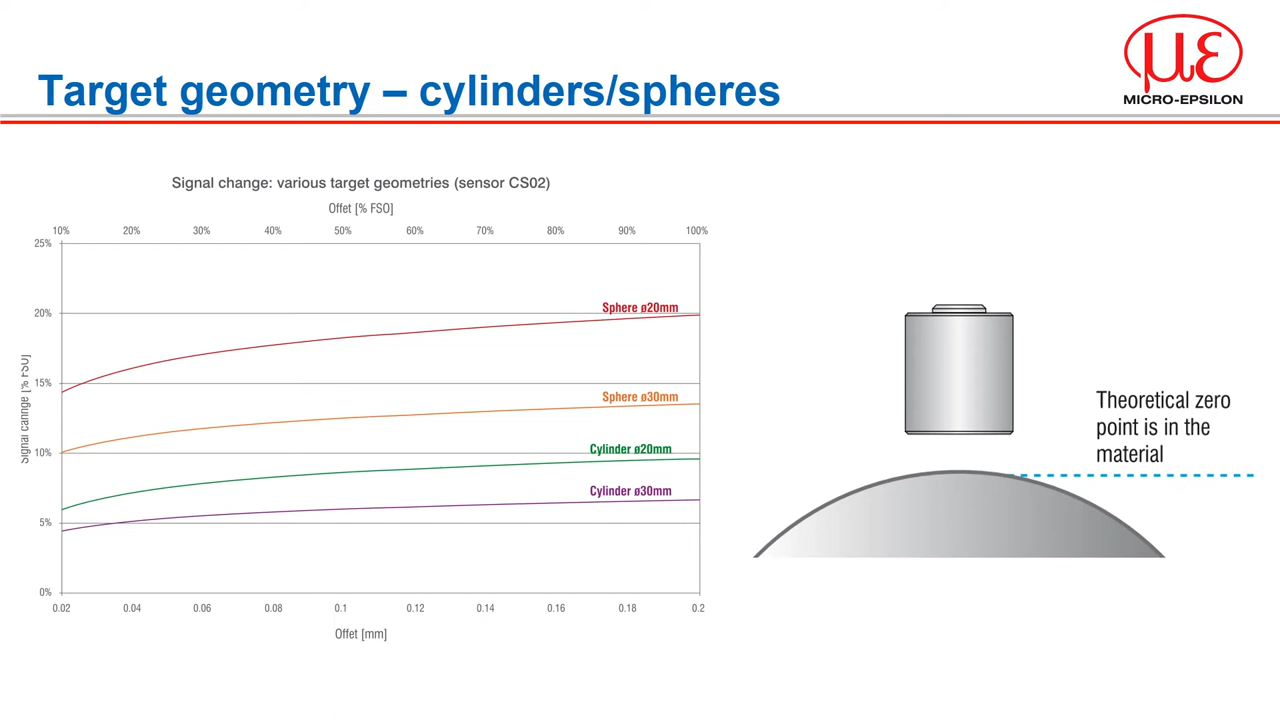 Target geometry – cylinders/spheres
με
MICRO-EPSILON
Signal change: various target geometries (sensor CS02)
Offet [% FSO]
10% 20% 30% 40% 50% 60% 70% 80% 90% 100%
25%
20%
15%
10%
5%
0%
Signal cannge [% FSO]
Sphere ø20mm
Sphere ø30mm
Cylinder ø20mm
Cylinder ø30mm
0.02 0.04 0.06 0.08 0.1 0.12 0.14 0.16 0.18 0.2
Offet [mm]
Theoretical zero
point is in the
material